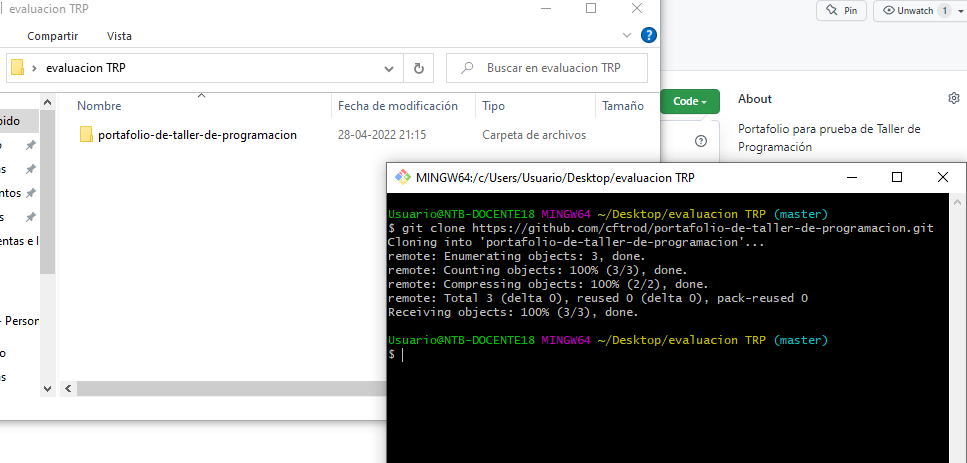 evaluacion TRP
Compartir Vista
evaluacion TRP
Buscar en evaluacion TRP
Nombre Fecha de modificación Tipo Tamaño
portafolio-de-taller-de-programacion 28-04-2022 21:15 Carpeta de archivos
- Person
Pin
Unwatch 1
Code
About
Portafolio para prueba de Taller de
Programación
MINGW64:/c/Users/Usuario/Desktop/evaluacion TRP
Usuario@NTB-DOCENTE18 MINGW64 ~/Desktop/evaluacion TRP (master)
$ git clone https://github.com/cftrod/portafolio-de-taller-de-programacion.git
Cloning into 'portafolio-de-taller-de-programacion'...
remote: Enumerating objects: 3, done.
remote: Counting objects: 100% (3/3), done.
remote: Compressing objects: 100% (2/2), done.
remote: Total 3 (delta 0), reused 0 (delta 0), pack-reused 0
Receiving objects: 100% (3/3), done.
Usuario@NTB-DOCENTE18 MINGW64 ~/Desktop/evaluacion TRP (master)
$